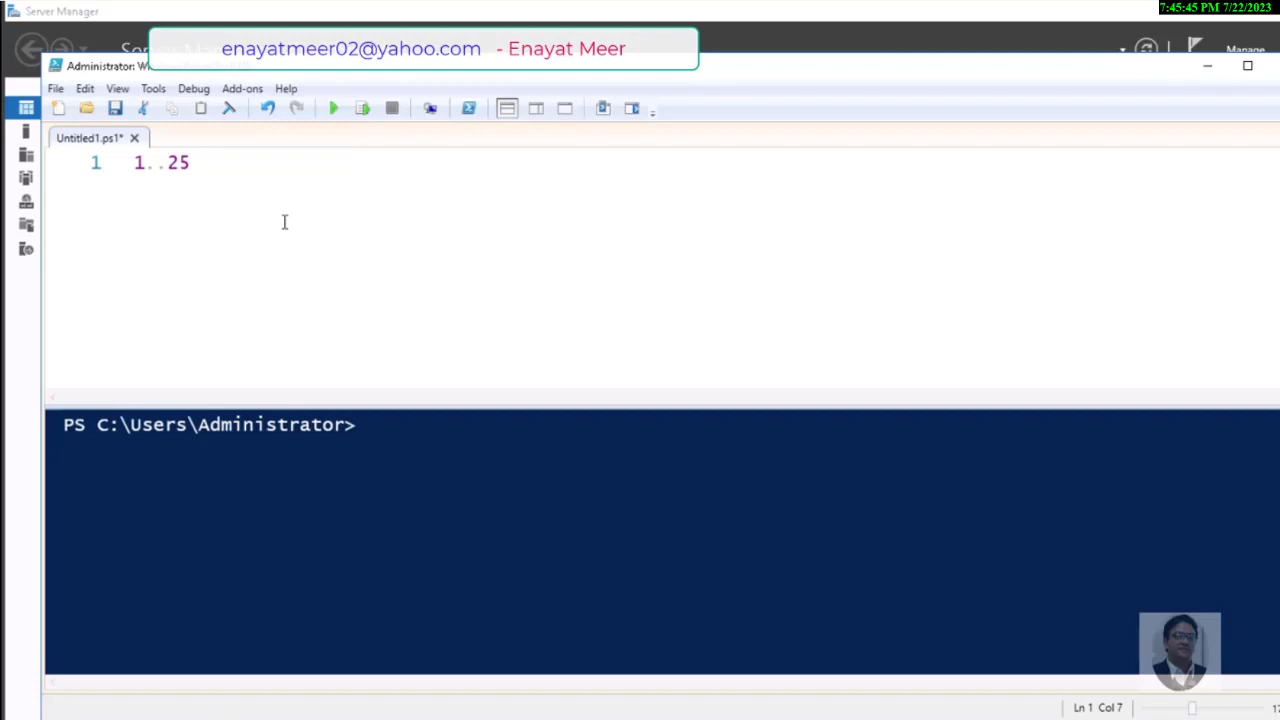 Server Manager
7:45:45 PM 7/22/2023
enayatmeer02@yahoo.com - Enayat Meer
Manage
Administrator:
File Edit View Tools Debug Add-ons Help
Untitled1.ps1*
1 1..25
PS C:\Users\Administrator>
Ln 1 Col 7